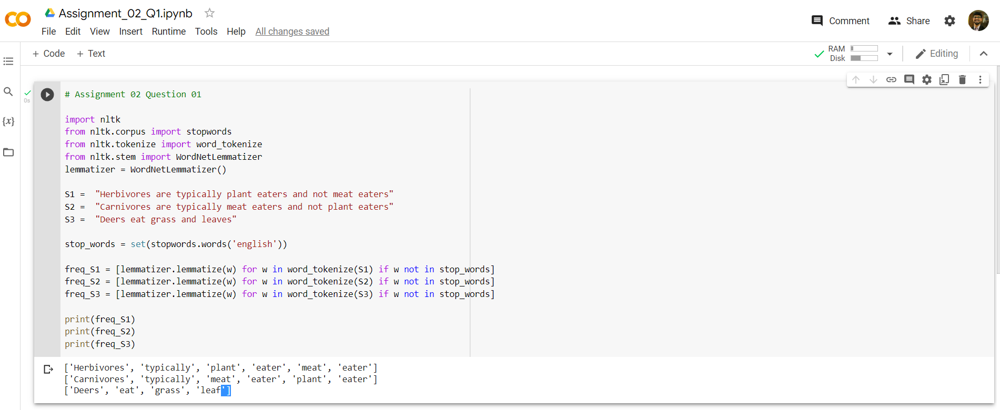 Assignment_02_Q1.ipynb
File Edit View Insert Runtime Tools Help All changes saved
Comment Share
+ Code + Text
RAM
Disk
Editing
{x}
0s
# Assignment 02 Question 01
import nltk
from nltk.corpus import stopwords
from nltk.tokenize import word_tokenize
from nltk.stem import WordNetLemmatizer
lemmatizer = WordNetLemmatizer()
S1 =  "Herbivores are typically plant eaters and not meat eaters"
S2 =  "Carnivores are typically meat eaters and not plant eaters"
S3 =  "Deers eat grass and leaves"
stop_words = set(stopwords.words('english'))
freq_S1 = [lemmatizer.lemmatize(w) for w in word_tokenize(S1) if w not in stop_words]
freq_S2 = [lemmatizer.lemmatize(w) for w in word_tokenize(S2) if w not in stop_words]
freq_S3 = [lemmatizer.lemmatize(w) for w in word_tokenize(S3) if w not in stop_words]
print(freq_S1)
print(freq_S2)
print(freq_S3)
['Herbivores', 'typically', 'plant', 'eater', 'meat', 'eater']
['Carnivores', 'typically', 'meat', 'eater', 'plant', 'eater']
['Deers', 'eat', 'grass', 'leaf']